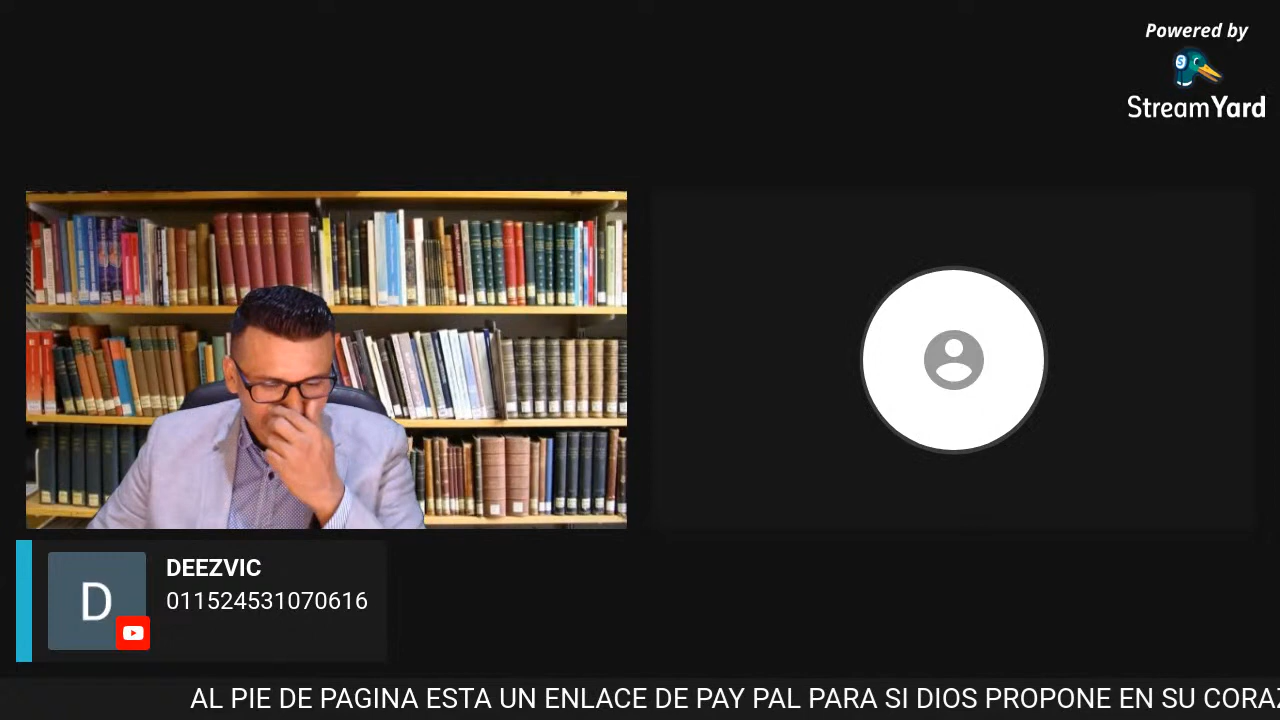 Powered by
StreamYard
D
DEEZVIC
011524531070616
AL PIE DE PAGINA ESTA UN ENLACE DE PAY PAL PARA SI DIOS PROPONE EN SU CORAZ